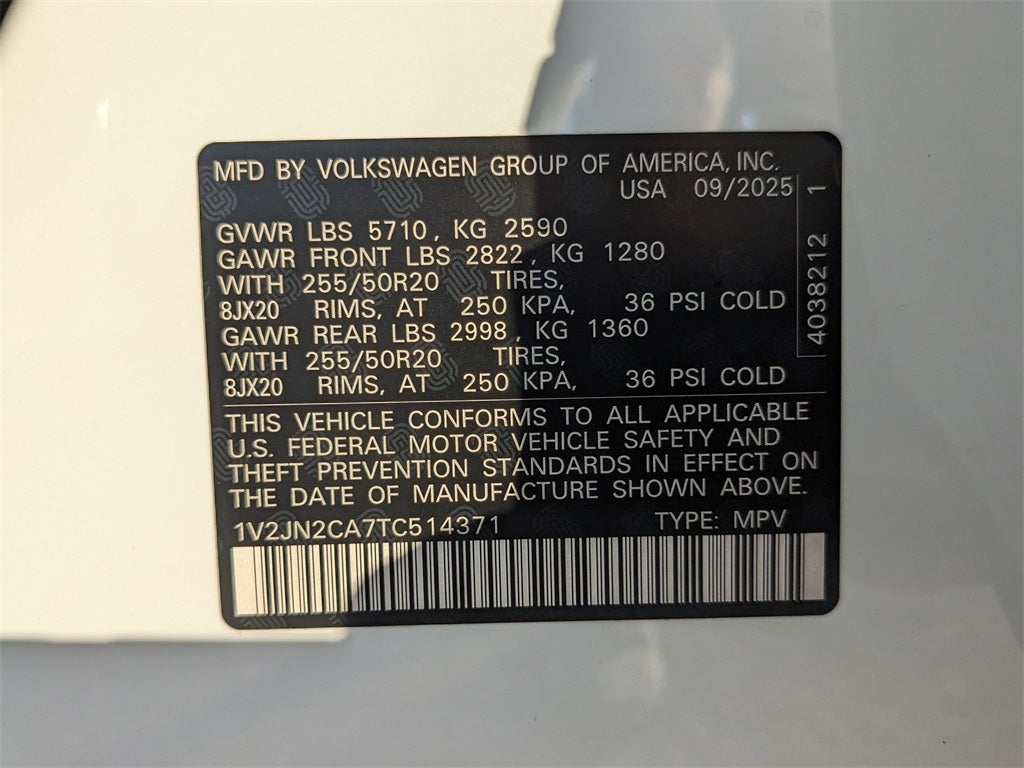 MFD BY VOLKSWAGEN GROUP OF AMERICA, INC.
USA 09/2025
GVWR LBS 5710, KG 2590
GAWR FRONT LBS 2822, KG 1280
WITH 255/50R20 TIRES,
8JX20 RIMS, AT 250 KPA, 36 PSI COLD
GAWR REAR LBS 2998, KG 1360
WITH 255/50R20 TIRES,
8JX20 RIMS, AT 250 KPA, 36 PSI COLD
4038212 1
THIS VEHICLE CONFORMS TO ALL APPLICABLE
U.S. FEDERAL MOTOR VEHICLE SAFETY AND
THEFT PREVENTION STANDARDS IN EFFECT ON
THE DATE OF MANUFACTURE SHOWN ABOVE.
1V2JN2CA7TC514371 TYPE: MPV